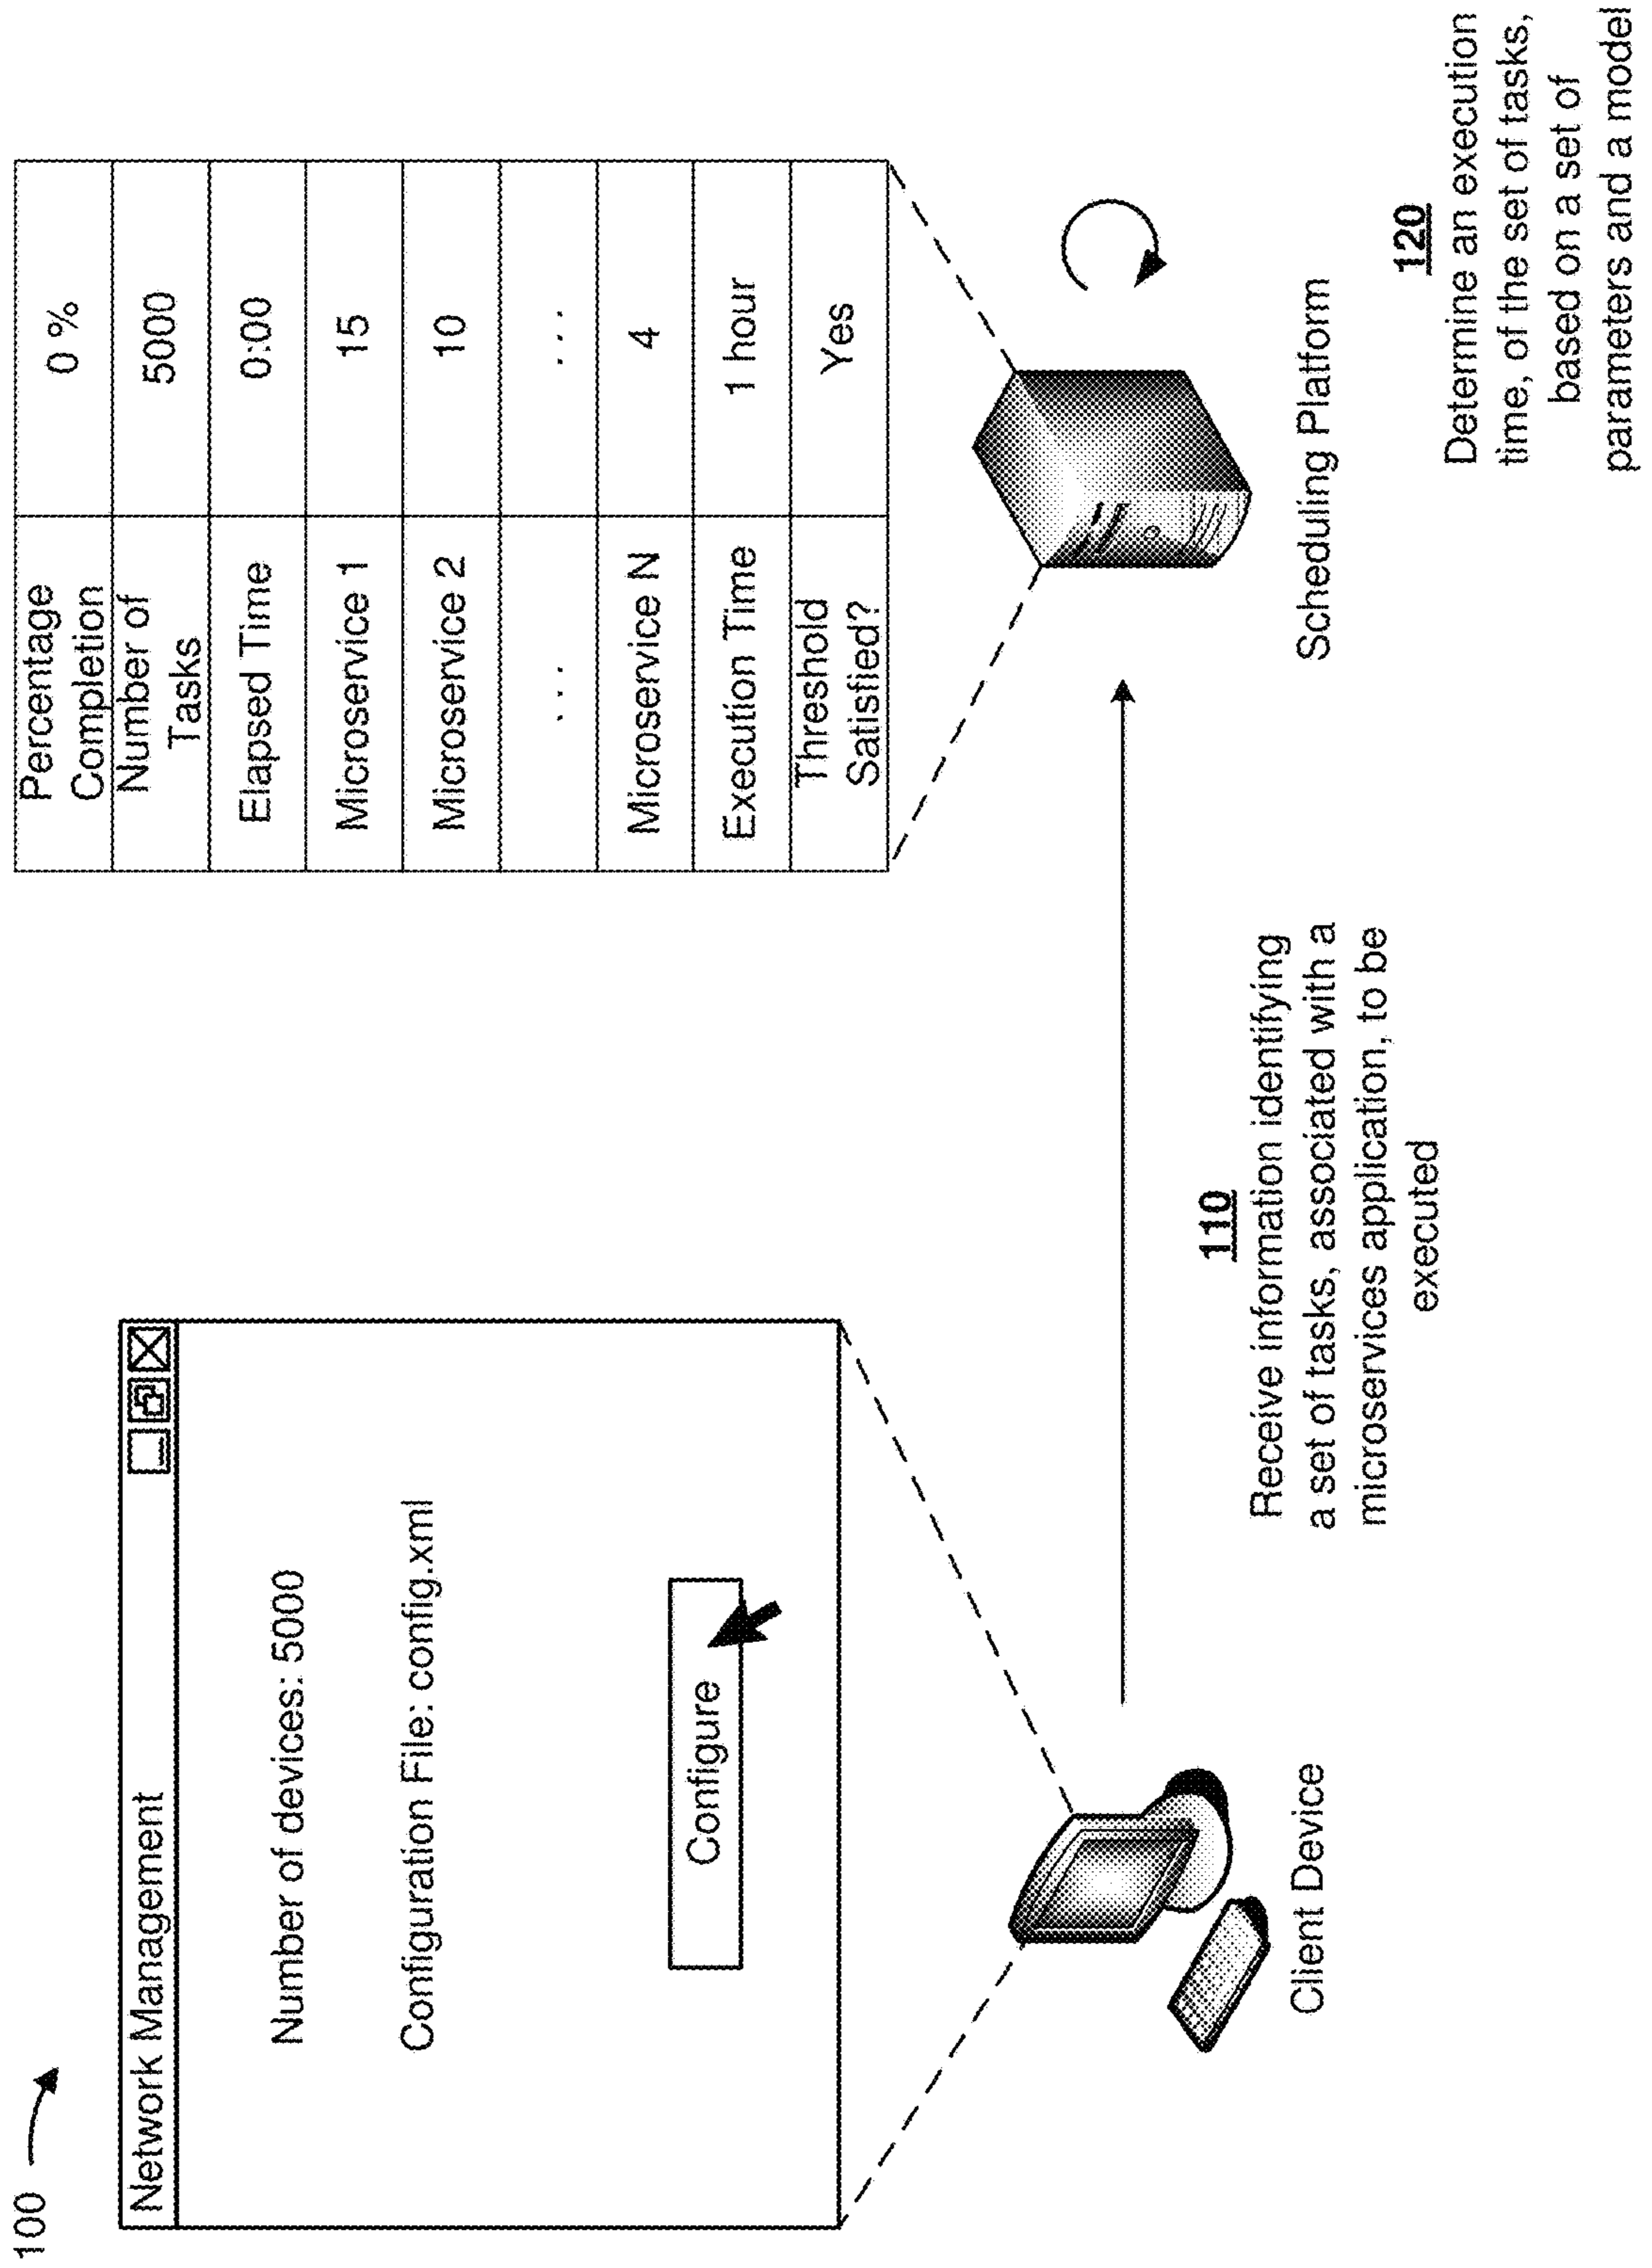 100
Network Management
Number of devices: 5000
Configuration File: config.xml
Configure
Client Device
110
Receive information identifying
a set of tasks, associated with a
microservices application, to be
executed
Percentage
Completion
0 %
Number of
Tasks
5000
Elapsed Time
0:00
Microservice 1
15
Microservice 2
10
...
...
Microservice N
4
Execution Time
1 hour
Threshold
Satisfied?
Yes
Scheduling Platform
120
Determine an execution
time, of the set of tasks,
based on a set of
parameters and a model